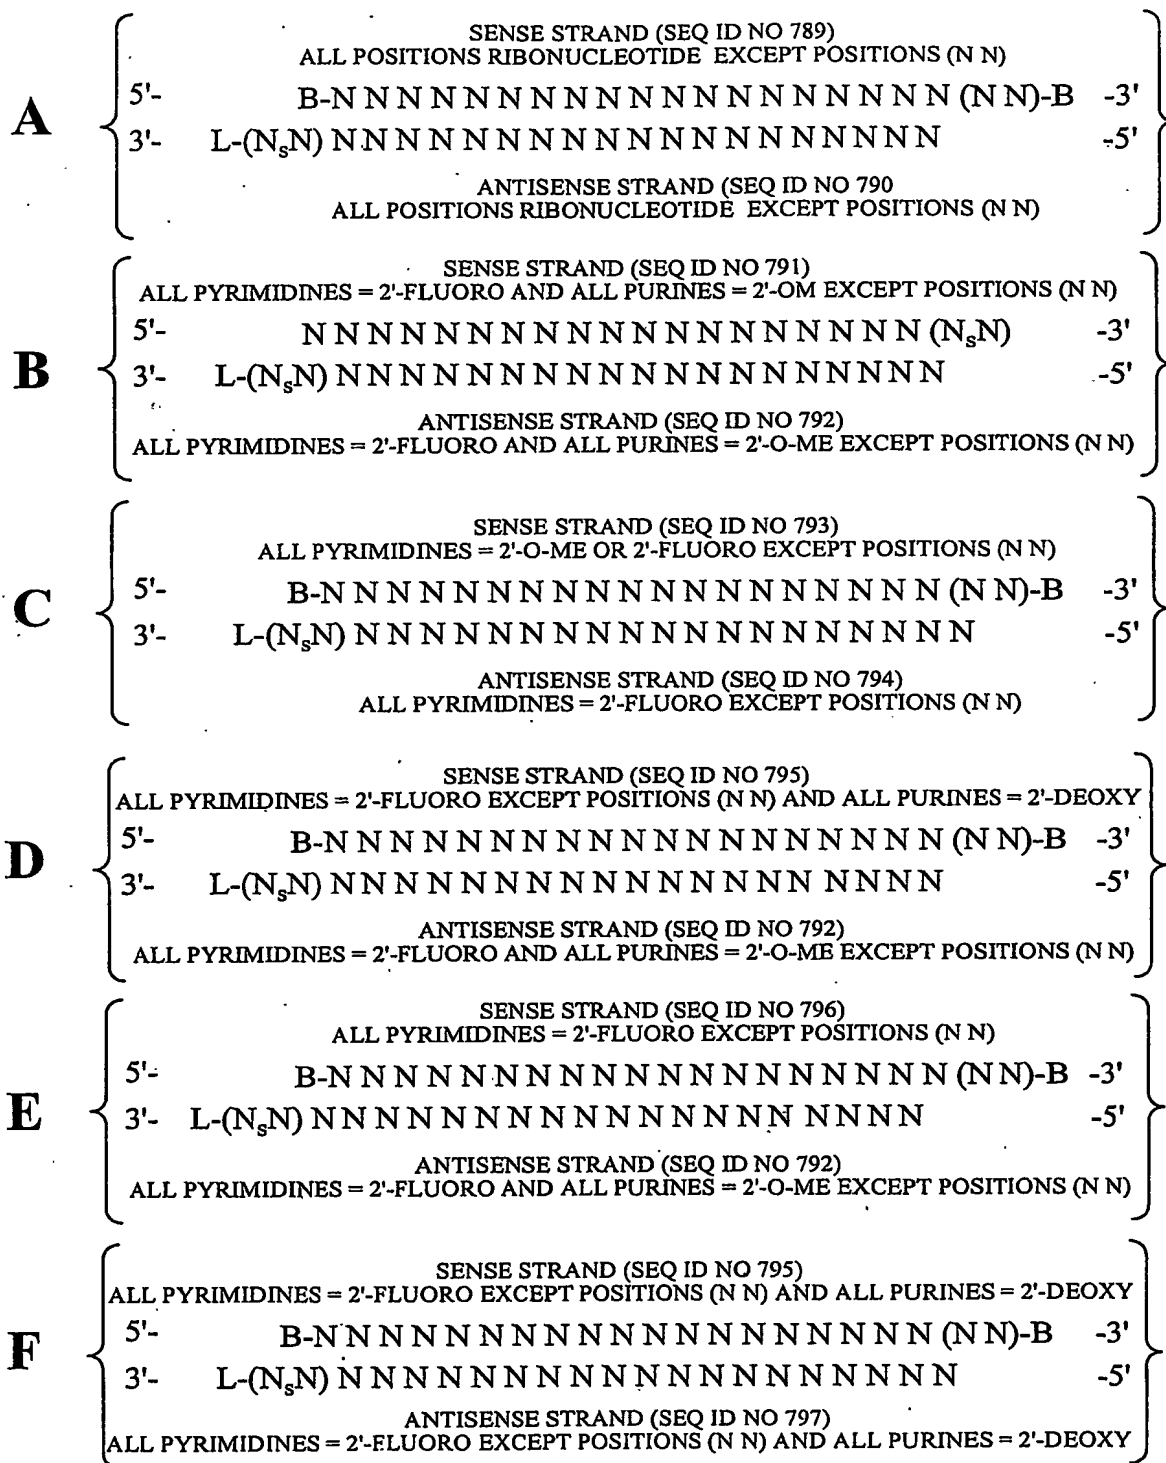 SENSE STRAND (SEQ ID NO 789)
ALL POSITIONS RIBONUCLEOTIDE EXCEPT POSITIONS (N N)
A
5'- B-N N N N N N N N N N N N N N N N N N N (N N)-B -3'
3'- L-(NsN) N N N N N N N N N N N N N N N N N N N -5'
ANTISENSE STRAND (SEQ ID NO 790
ALL POSITIONS RIBONUCLEOTIDE EXCEPT POSITIONS (N N)
SENSE STRAND (SEQ ID NO 791)
ALL PYRIMIDINES = 2'-FLUORO AND ALL PURINES = 2'-OM EXCEPT POSITIONS (N N)
B
5'- N N N N N N N N N N N N N N N N N N N (NsN) -3'
3'- L-(NsN) N N N N N N N N N N N N N N N N N N N -5'
ANTISENSE STRAND (SEQ ID NO 792)
ALL PYRIMIDINES = 2'-FLUORO AND ALL PURINES = 2'-O-ME EXCEPT POSITIONS (N N)
SENSE STRAND (SEQ ID NO 793)
ALL PYRIMIDINES = 2'-O-ME OR 2'-FLUORO EXCEPT POSITIONS (N N)
C
5'- B-N N N N N N N N N N N N N N N N N N N (N N)-B -3'
3'- L-(NsN) N N N N N N N N N N N N N N N N N N N -5'
ANTISENSE STRAND (SEQ ID NO 794)
ALL PYRIMIDINES = 2'-FLUORO EXCEPT POSITIONS (N N)
SENSE STRAND (SEQ ID NO 795)
ALL PYRIMIDINES = 2'-FLUORO EXCEPT POSITIONS (N N) AND ALL PURINES = 2'-DEOXY
D
5'- B-N N N N N N N N N N N N N N N N N N N (N N)-B -3'
3'- L-(NsN) N N N N N N N N N N N N N N N N N N N -5'
ANTISENSE STRAND (SEQ ID NO 792)
ALL PYRIMIDINES = 2'-FLUORO AND ALL PURINES = 2'-O-ME EXCEPT POSITIONS (N N)
SENSE STRAND (SEQ ID NO 796)
ALL PYRIMIDINES = 2'-FLUORO EXCEPT POSITIONS (N N)
E
5'- B-N N N N N N N N N N N N N N N N N N N (N N)-B -3'
3'- L-(NsN) N N N N N N N N N N N N N N N N N N N -5'
ANTISENSE STRAND (SEQ ID NO 792)
ALL PYRIMIDINES = 2'-FLUORO AND ALL PURINES = 2'-O-ME EXCEPT POSITIONS (N N)
SENSE STRAND (SEQ ID NO 795)
ALL PYRIMIDINES = 2'-FLUORO EXCEPT POSITIONS (N N) AND ALL PURINES = 2'-DEOXY
F
5'- B-N N N N N N N N N N N N N N N N N N N (N N)-B -3'
3'- L-(NsN) N N N N N N N N N N N N N N N N N N N -5'
ANTISENSE STRAND (SEQ ID NO 797)
ALL PYRIMIDINES = 2'-FLUORO EXCEPT POSITIONS (N N) AND ALL PURINES = 2'-DEOXY